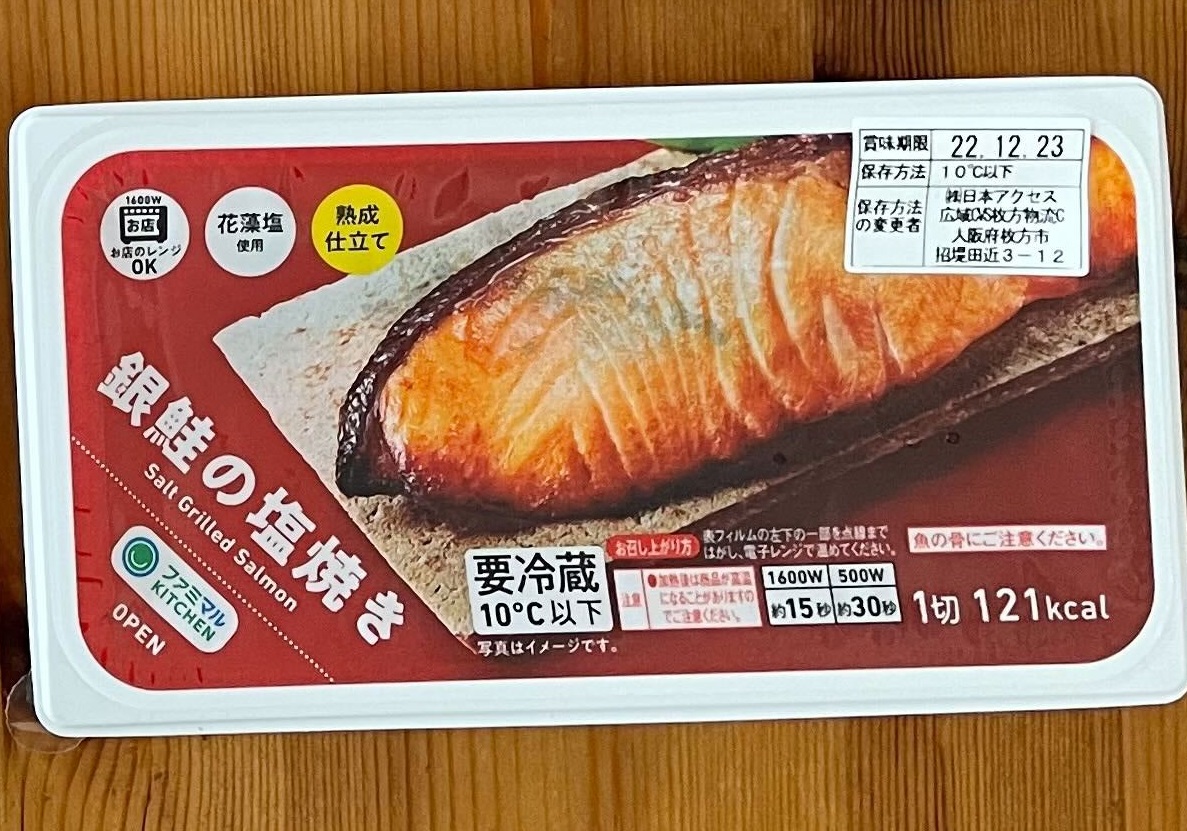 1600W
お店
お店のレンジ
OK
花藻塩
使用
熟成
仕立て
賞味期限 22.12.23
保存方法 10℃以下
保存方法
の変更者
㈱日本アクセス
広域CVS枚方物流C
大阪府枚方市
招堤田近3－12
銀鮭の塩焼き
Salt Grilled Salmon
ファミマル
KITCHEN
OPEN
要冷蔵
10℃以下
写真はイメージです。
お召し上がり方
表フィルムの左下の一部を点線まで
はがし、電子レンジで温めてください。
注意
●加熱後は商品が高温
になることがありますの
でご注意ください。
1600W 500W
約15秒 約30秒
魚の骨にご注意ください。
1切 121kcal